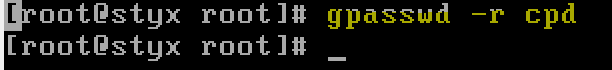 [root@styx root]# gpasswd -r cpd
[root@styx root]# _